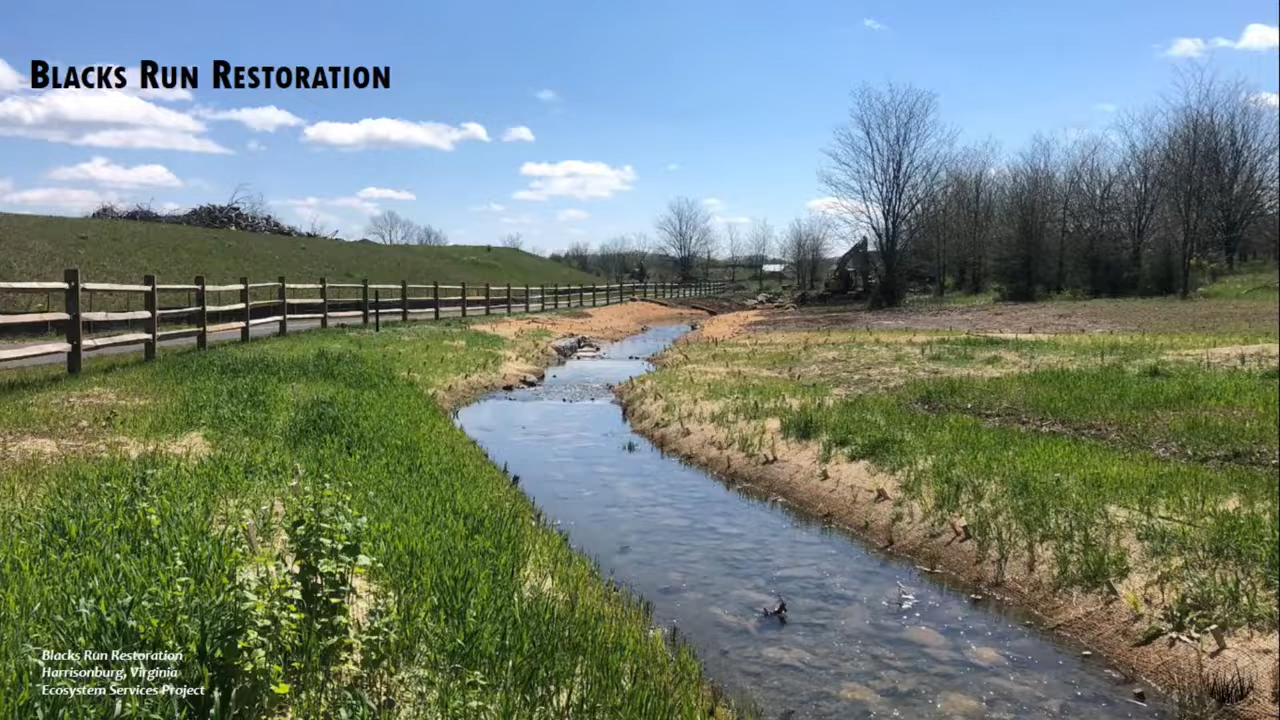 Blacks Run Restoration
Blacks Run Restoration
Harrisonburg, Virginia
Ecosystem Services Project